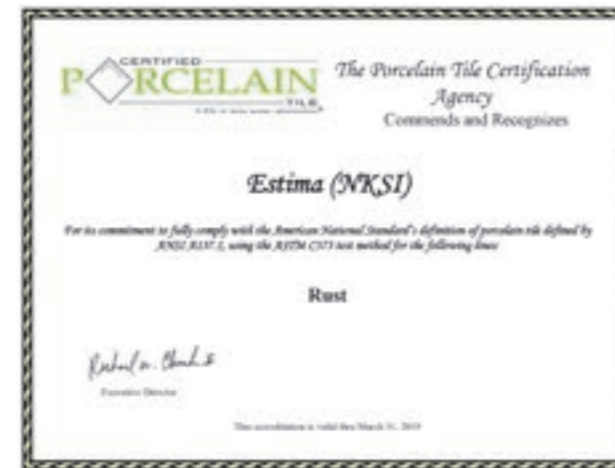 CERTIFIED
PORCELAIN
TILE
The Porcelain Tile Certification
Agency
Commends and Recognizes
Estima (NKSI)
For its commitment to fully comply with the American National Standard's definition of porcelain tile defined by
ANSI A137.1, using the ASTM C373 test method for the following lines:
Rust
Executive Director
This accreditation is valid thru March 31, 2019